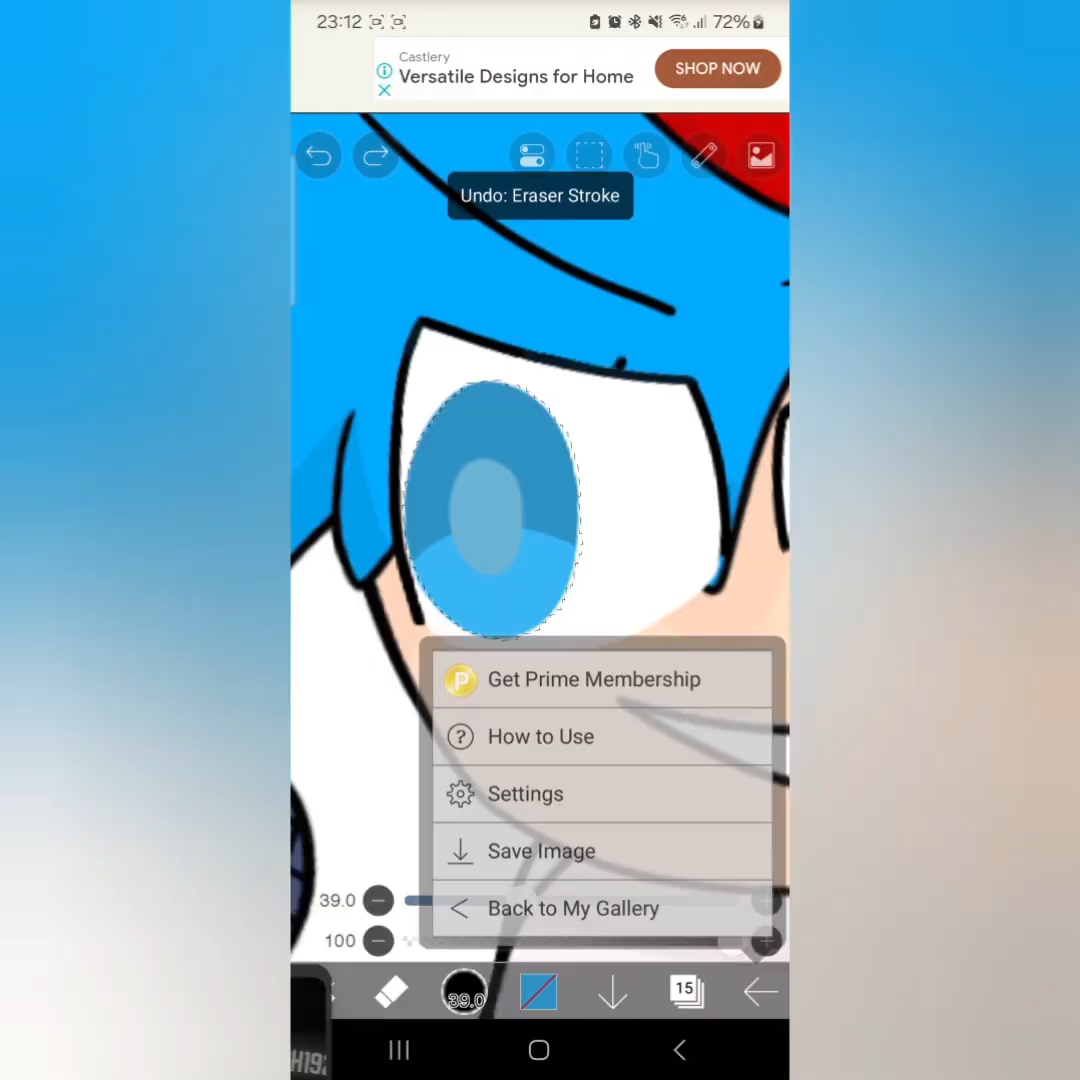 23:12 72%
Castlery
Versatile Designs for Home
SHOP NOW
Undo: Eraser Stroke
P Get Prime Membership
? How to Use
Settings
Save Image
Back to My Gallery
39.0
100
39.0
15